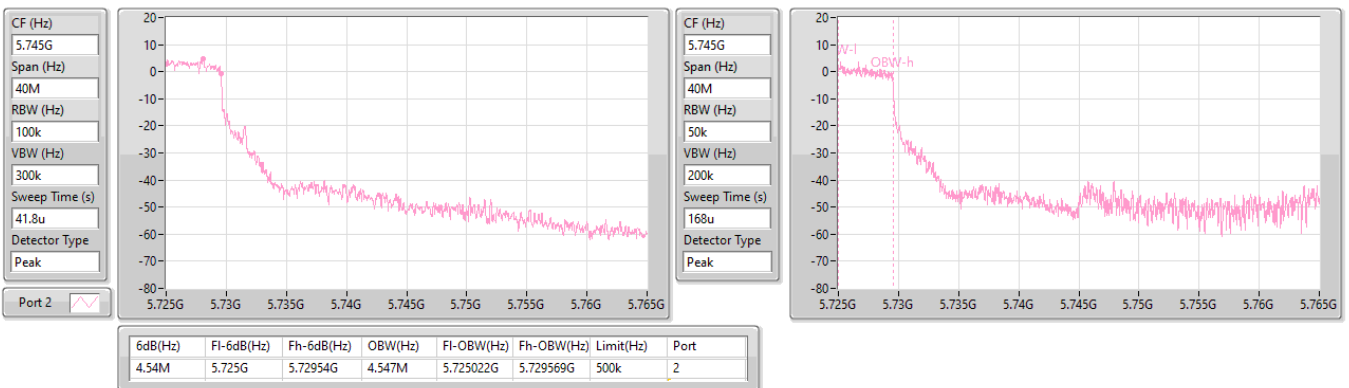 CF (Hz)
5.745G
Span (Hz)
40M
RBW (Hz)
100k
VBW (Hz)
300k
Sweep Time (s)
41.8u
Detector Type
Peak
Port 2
20
10
0
-10
-20
-30
-40
-50
-60
-70
-80
5.725G 5.73G 5.735G 5.74G 5.745G 5.75G 5.755G 5.76G 5.765G
CF (Hz)
5.745G
Span (Hz)
40M
RBW (Hz)
50k
VBW (Hz)
200k
Sweep Time (s)
168u
Detector Type
Peak
20
10
0
-10
-20
-30
-40
-50
-60
-70
-80
W-l
OBW-h
5.725G 5.73G 5.735G 5.74G 5.745G 5.75G 5.755G 5.76G 5.765G
6dB(Hz) Fl-6dB(Hz) Fh-6dB(Hz) OBW(Hz) Fl-OBW(Hz) Fh-OBW(Hz) Limit(Hz) Port
4.54M 5.725G 5.72954G 4.547M 5.725022G 5.729569G 500k 2